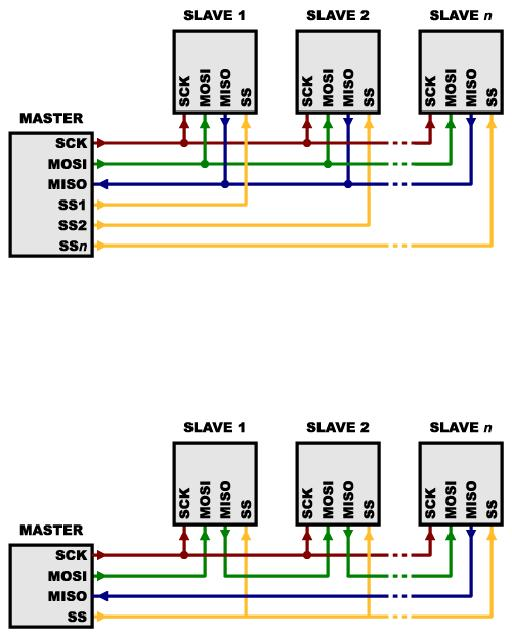 SLAVE 1 SLAVE 2 SLAVE n
SCK MOSI MISO SS SCK MOSI MISO SS SCK MOSI MISO SS
MASTER
SCK
MOSI
MISO
SS1
SS2
SSn
SLAVE 1 SLAVE 2 SLAVE n
SCK MOSI MISO SS SCK MOSI MISO SS SCK MOSI MISO SS
MASTER
SCK
MOSI
MISO
SS